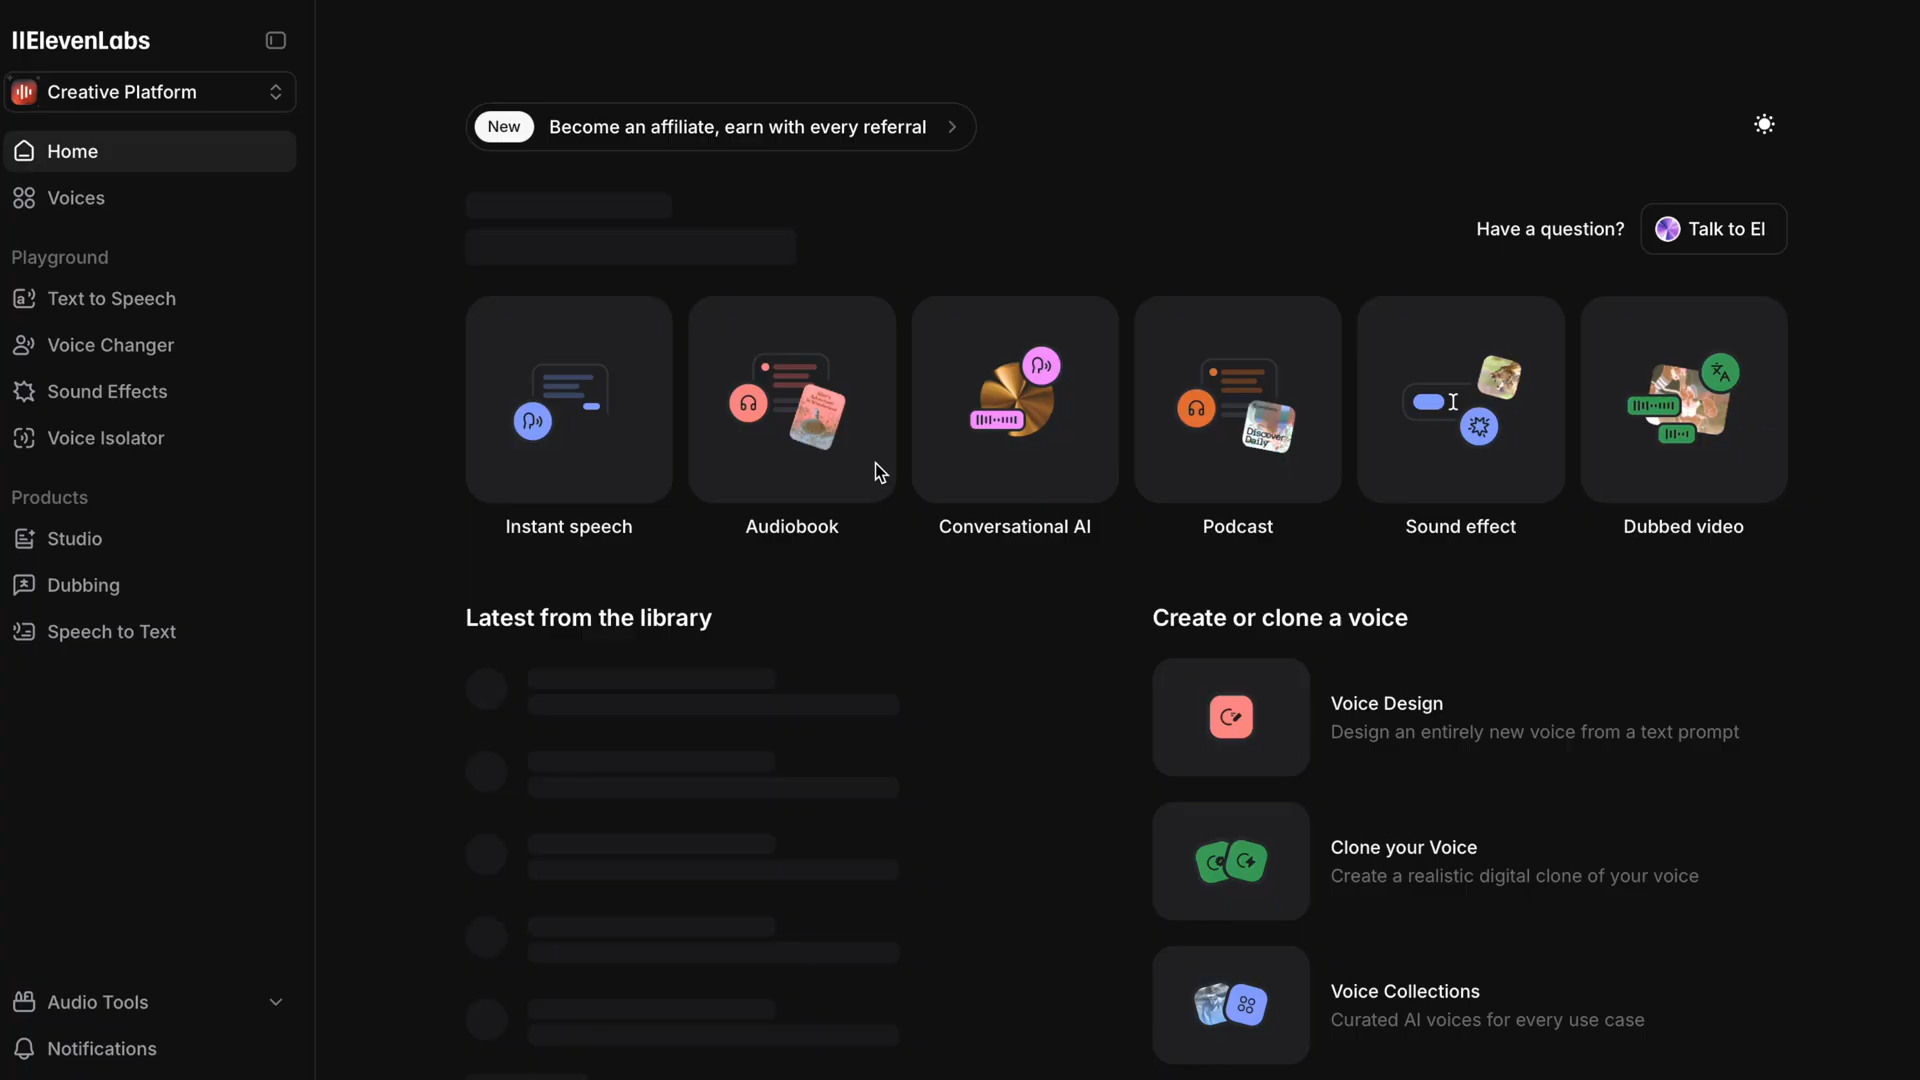 IIElevenLabs
Creative Platform
Home
Voices
Playground
Text to Speech
Voice Changer
Sound Effects
Voice Isolator
Products
Studio
Dubbing
Speech to Text
Audio Tools
Notifications
New Become an affiliate, earn with every referral
Have a question? Talk to El
Discover
Daily
Instant speech
Audiobook
Conversational AI
Podcast
Sound effect
Dubbed video
Latest from the library
Create or clone a voice
Voice Design
Design an entirely new voice from a text prompt
Clone your Voice
Create a realistic digital clone of your voice
Voice Collections
Curated AI voices for every use case